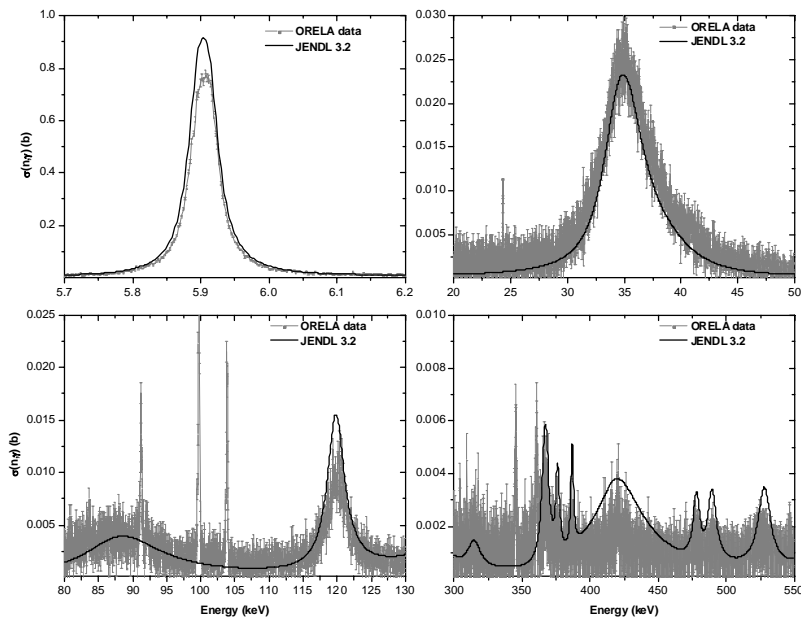 ORELA data
JENDL 3.2
σ(n,γ) (b)
1.0
0.8
0.6
0.4
0.2
5.7 5.8 5.9 6.0 6.1 6.2
ORELA data
JENDL 3.2
0.030
0.025
0.020
0.015
0.010
0.005
20 25 30 35 40 45 50
ORELA data
JENDL 3.2
σ(n,γ) (b)
0.025
0.020
0.015
0.010
0.005
80 85 90 95 100 105 110 115 120 125 130
Energy (keV)
ORELA data
JENDL 3.2
0.010
0.008
0.006
0.004
0.002
300 350 400 450 500 550
Energy (keV)